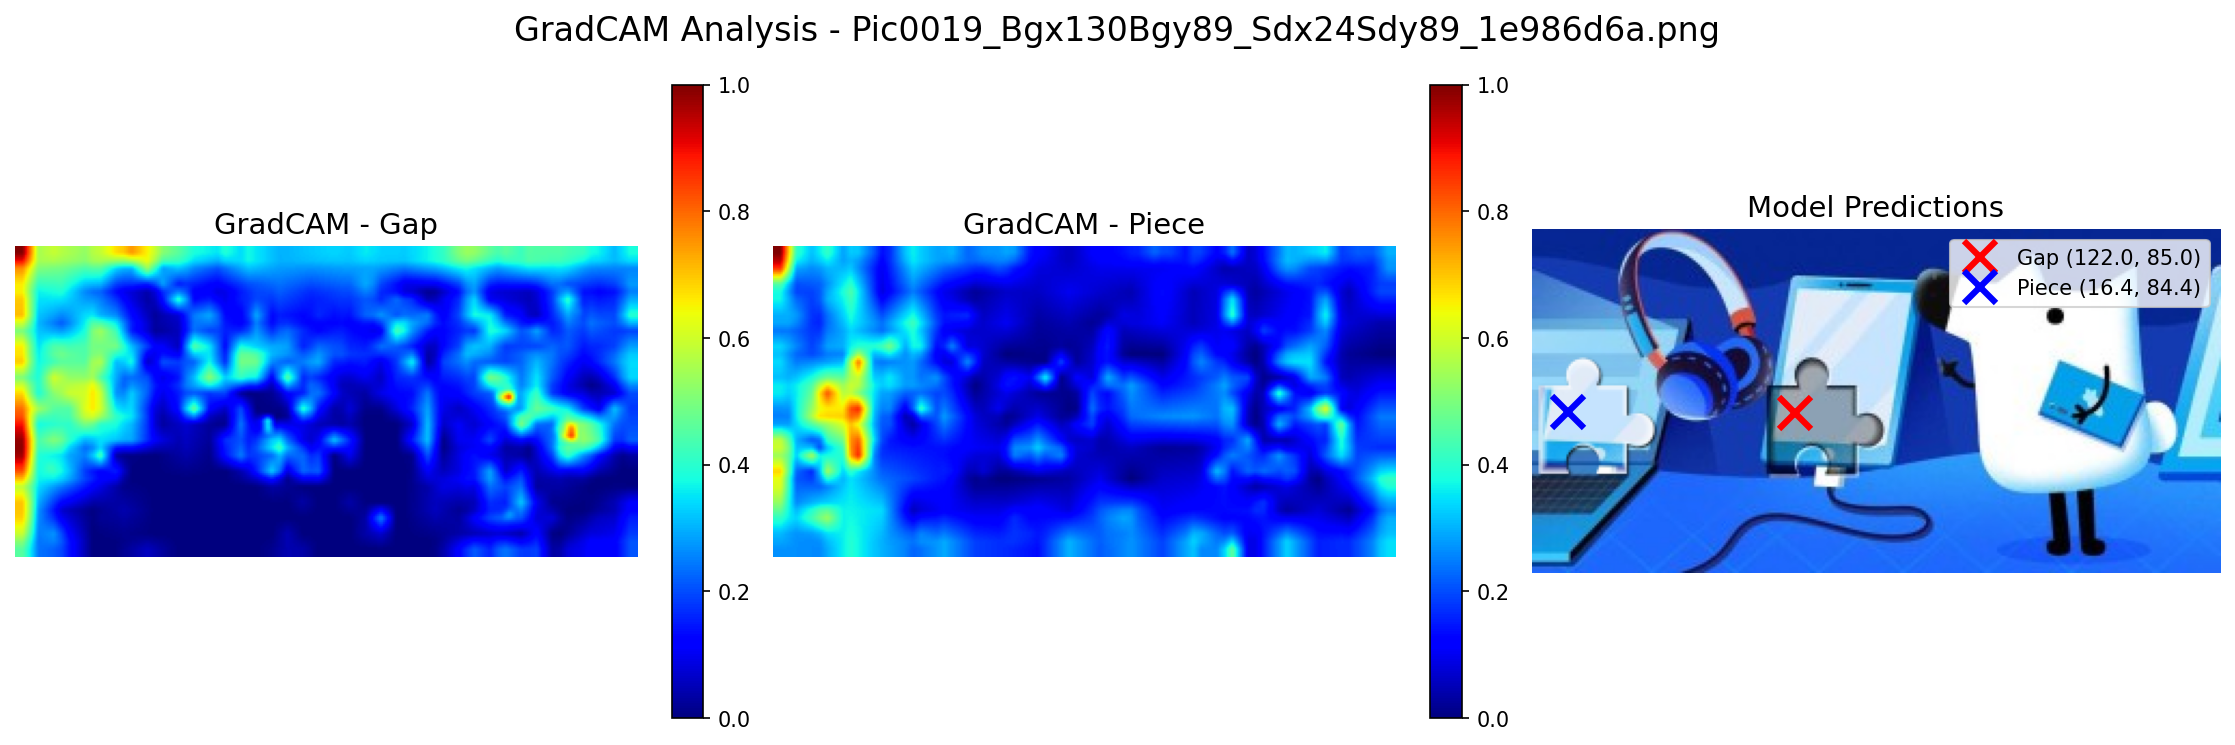 GradCAM Analysis - Pic0019_Bgx130Bgy89_Sdx24Sdy89_1e986d6a.png
GradCAM - Gap
1.0
0.8
0.6
0.4
0.2
0.0
GradCAM - Piece
1.0
0.8
0.6
0.4
0.2
0.0
Model Predictions
Gap (122.0, 85.0)
Piece (16.4, 84.4)